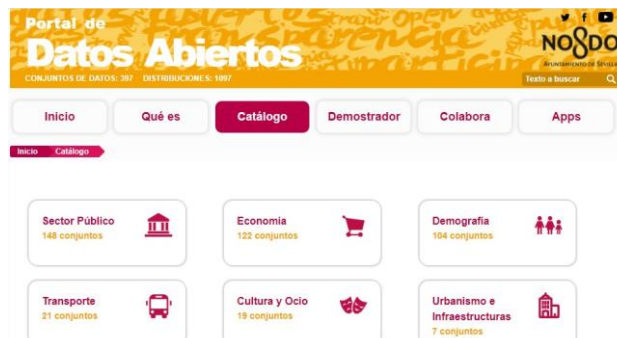 Portal de
Datos Abiertos
CONJUNTOS DE DATOS: 397 DISTRIBUCIONES: 1097
NO8DO
AYUNTAMIENTO DE SEVILLA
Texto a buscar
Inicio
Qué es
Catálogo
Demostrador
Colabora
Apps
Inicio
Catálogo
Sector Público
148 conjuntos
Economía
122 conjuntos
Demografía
104 conjuntos
Transporte
21 conjuntos
Cultura y Ocio
19 conjuntos
Urbanismo e
Infraestructuras
7 conjuntos